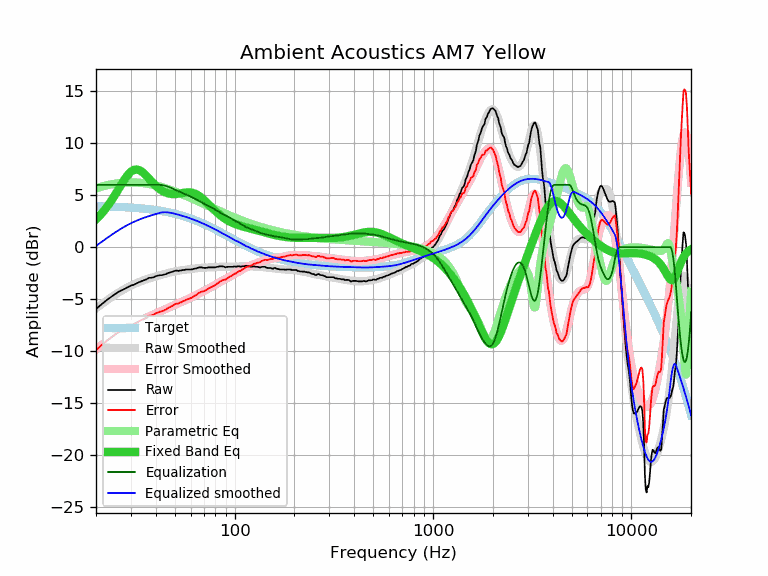 Ambient Acoustics AM7 Yellow
Amplitude (dBr)
15
10
5
0
−5
−10
−15
−20
−25
Target
Raw Smoothed
Error Smoothed
Raw
Error
Parametric Eq
Fixed Band Eq
Equalization
Equalized smoothed
100 1000 10000
Frequency (Hz)